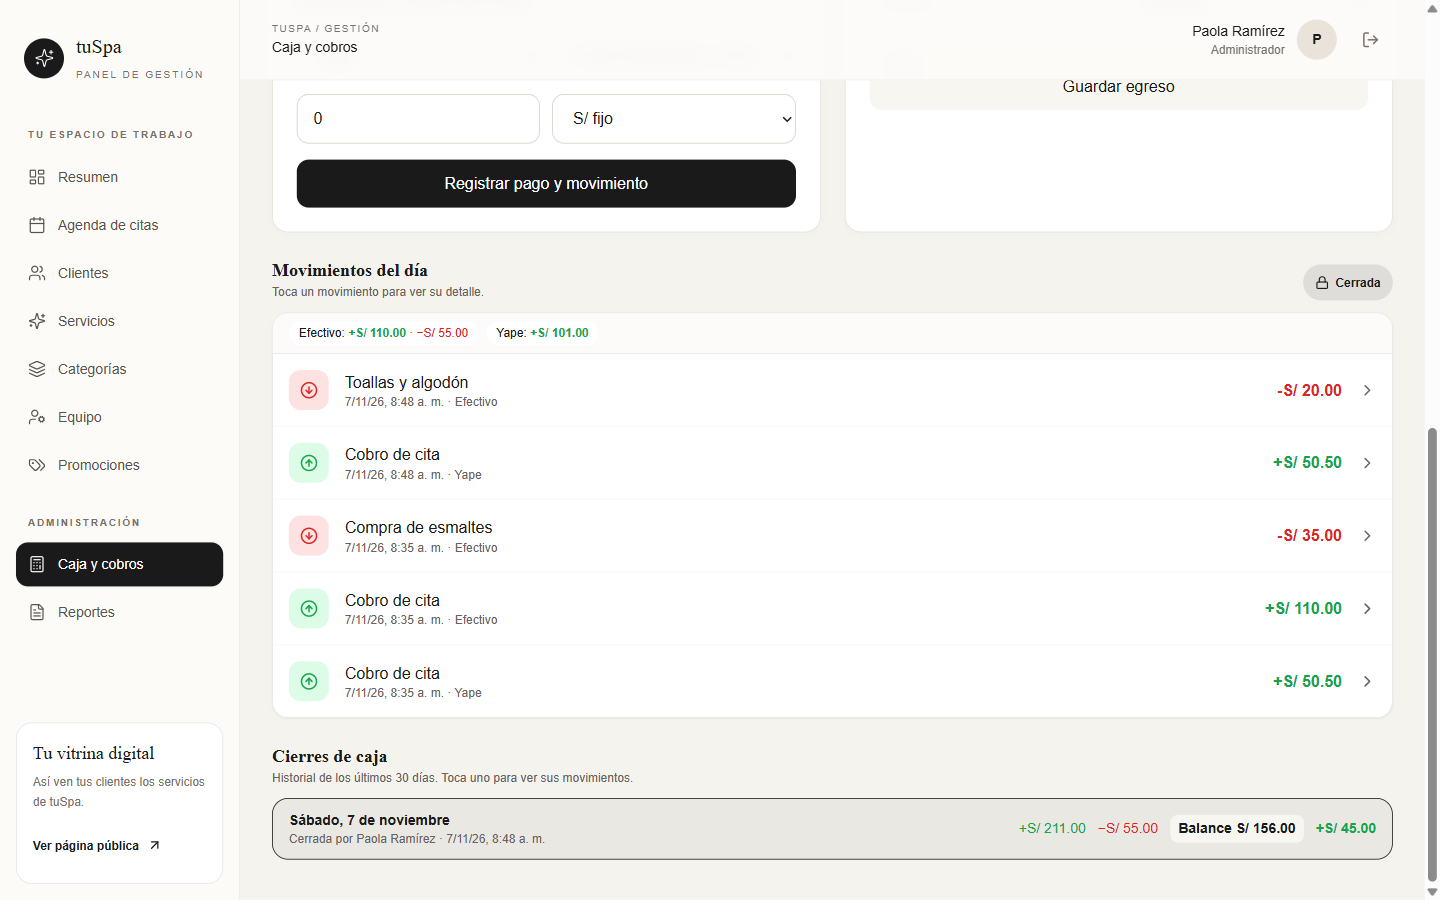 tuSpa
PANEL DE GESTIÓN
TU ESPACIO DE TRABAJO
Resumen
Agenda de citas
Clientes
Servicios
Categorías
Equipo
Promociones
ADMINISTRACIÓN
Caja y cobros
Reportes
Tu vitrina digital
Así ven tus clientes los servicios
de tuSpa.
Ver página pública
TUSPA / GESTIÓN
Caja y cobros
Paola Ramírez
Administrador
P
0
S/ fijo
Registrar pago y movimiento
Guardar egreso
Movimientos del día
Toca un movimiento para ver su detalle.
Cerrada
Efectivo: +S/ 110.00 · −S/ 55.00 Yape: +S/ 101.00
Toallas y algodón
7/11/26, 8:48 a. m. · Efectivo
-S/ 20.00
Cobro de cita
7/11/26, 8:48 a. m. · Yape
+S/ 50.50
Compra de esmaltes
7/11/26, 8:35 a. m. · Efectivo
-S/ 35.00
Cobro de cita
7/11/26, 8:35 a. m. · Efectivo
+S/ 110.00
Cobro de cita
7/11/26, 8:35 a. m. · Yape
+S/ 50.50
Cierres de caja
Historial de los últimos 30 días. Toca uno para ver sus movimientos.
Sábado, 7 de noviembre
Cerrada por Paola Ramírez · 7/11/26, 8:48 a. m.
+S/ 211.00 −S/ 55.00 Balance S/ 156.00 +S/ 45.00